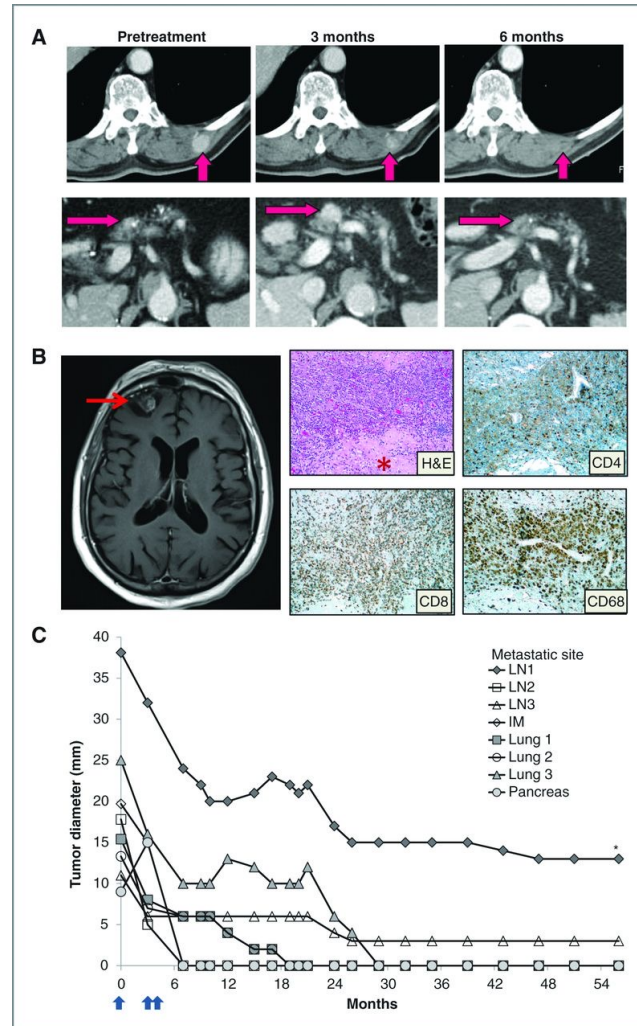 A
Pretreatment 3 months 6 months
F
B
* H&E CD4
CD8 CD68
C
Tumor diameter (mm)
40
35
30
25
20
15
10
5
0
Metastatic site
LN1
LN2
LN3
IM
Lung 1
Lung 2
Lung 3
Pancreas
*
0 6 12 18 24 30 36 42 48 54
Months